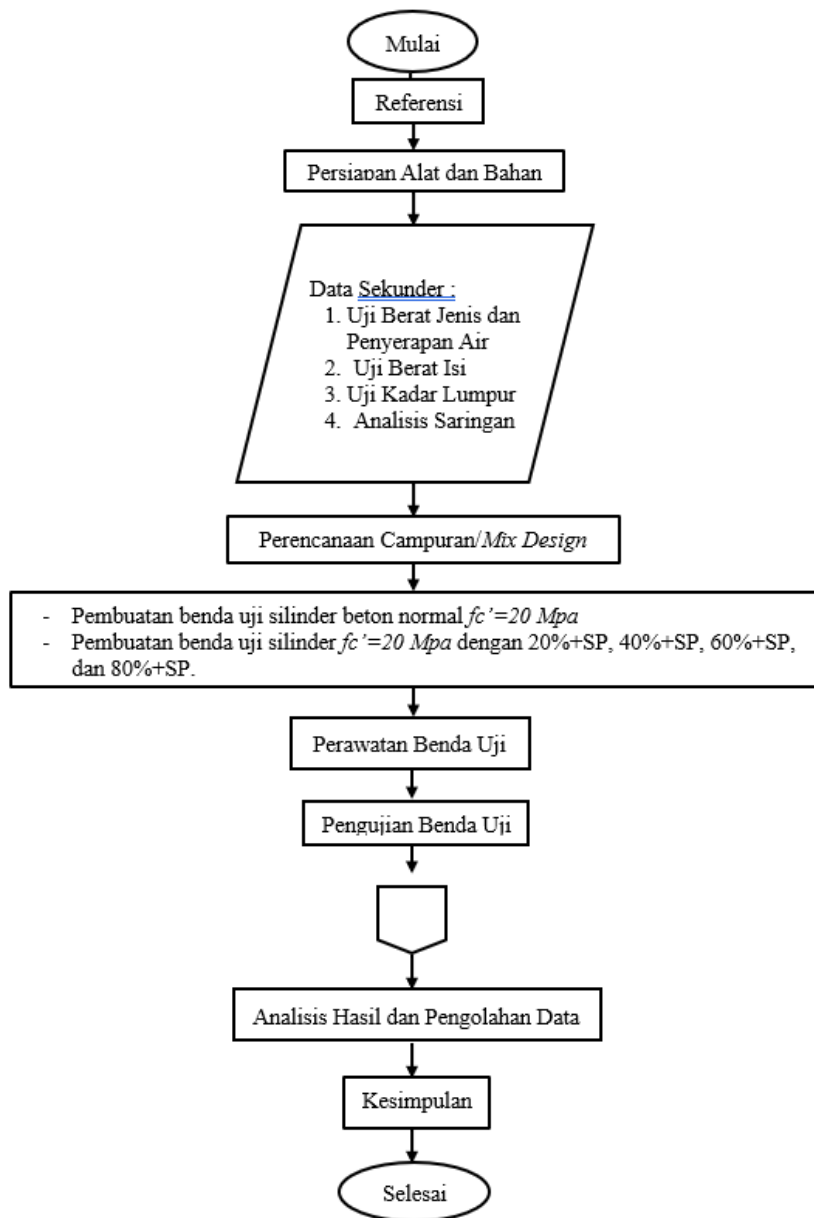 Mulai
Referensi
Persiapan Alat dan Bahan
Data Sekunder :
1. Uji Berat Jenis dan
Penyerapan Air
2. Uji Berat Isi
3. Uji Kadar Lumpur
4. Analisis Saringan
Perencanaan Campuran/Mix Design
- Pembuatan benda uji silinder beton normal fc’=20 Mpa
- Pembuatan benda uji silinder fc’=20 Mpa dengan 20%+SP, 40%+SP, 60%+SP,
dan 80%+SP.
Perawatan Benda Uji
Pengujian Benda Uji
Analisis Hasil dan Pengolahan Data
Kesimpulan
Selesai